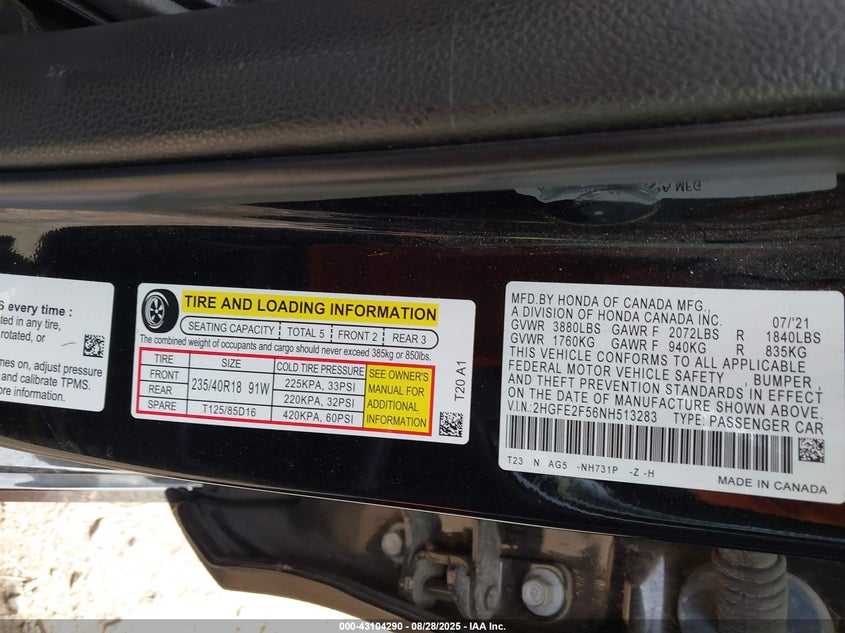 A MFG
s every time :
ated in any tire,
rotated, or
mes on, adjust pressure
and calibrate TPMS.
ore information.
TIRE AND LOADING INFORMATION
SEATING CAPACITY TOTAL 5 FRONT 2 REAR 3
The combined weight of occupants and cargo should never exceed 385kg or 850lbs.
TIRE SIZE COLD TIRE PRESSURE
FRONT 235/40R18 91W 225KPA, 33PSI
REAR 220KPA, 32PSI
SPARE T125/85D16 420KPA, 60PSI
SEE OWNER'S
MANUAL FOR
ADDITIONAL
INFORMATION
T20 A1
MFD.BY HONDA OF CANADA MFG.,
A DIVISION OF HONDA CANADA INC. 07/'21
GVWR 3880LBS GAWR F 2072LBS R 1840LBS
GVWR 1760KG GAWR F 940KG R 835KG
THIS VEHICLE CONFORMS TO ALL APPLICABLE
FEDERAL MOTOR VEHICLE SAFETY , BUMPER ,
AND THEFT PREVENTION STANDARDS IN EFFECT
ON THE DATE OF MANUFACTURE SHOWN ABOVE.
V.I.N.:2HGFE2F56NH513283 TYPE: PASSENGER CAR
T23 N AG5 -NH731P -Z -H
MADE IN CANADA
000-43104290 - 08/28/2025 - IAA Inc.